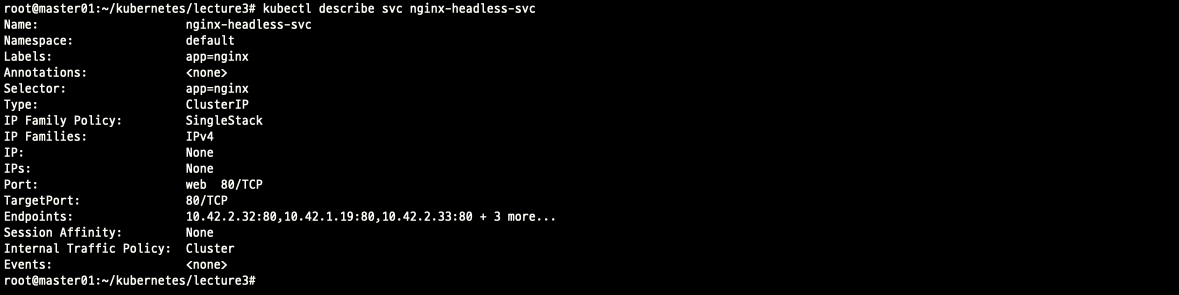 root@master01:~/kubernetes/lecture3# kubectl describe svc nginx-headless-svc
Name:                     nginx-headless-svc
Namespace:                default
Labels:                   app=nginx
Annotations:              <none>
Selector:                 app=nginx
Type:                     ClusterIP
IP Family Policy:         SingleStack
IP Families:              IPv4
IP:                       None
IPs:                      None
Port:                     web  80/TCP
TargetPort:               80/TCP
Endpoints:                10.42.2.32:80,10.42.1.19:80,10.42.2.33:80 + 3 more...
Session Affinity:         None
Internal Traffic Policy:  Cluster
Events:                   <none>
root@master01:~/kubernetes/lecture3#